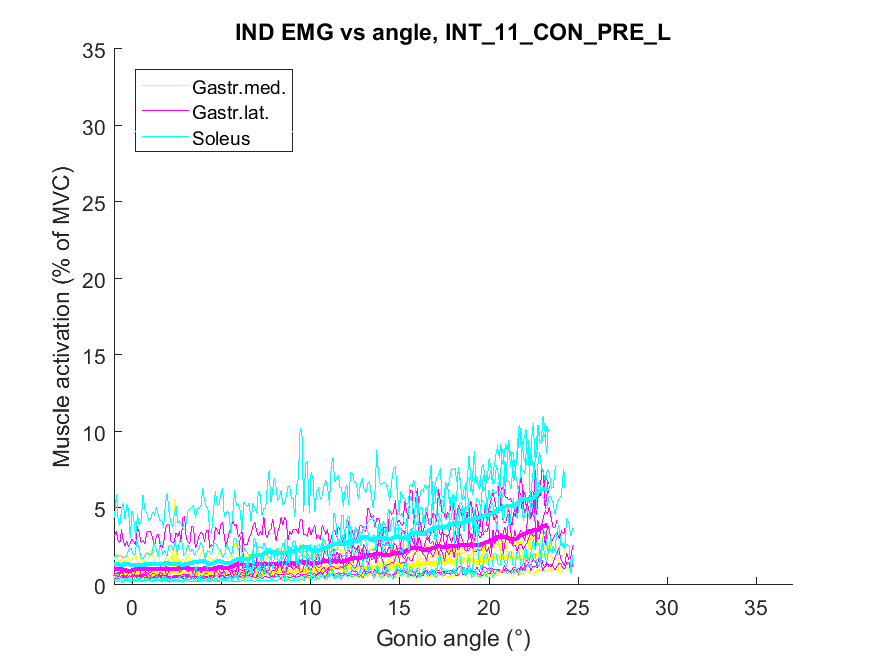 IND EMG vs angle, INT_11_CON_PRE_L
35
30
25
20
15
10
5
0
Muscle activation (% of MVC)
Gastr.med.
Gastr.lat.
Soleus
0 5 10 15 20 25 30 35
Gonio angle (°)